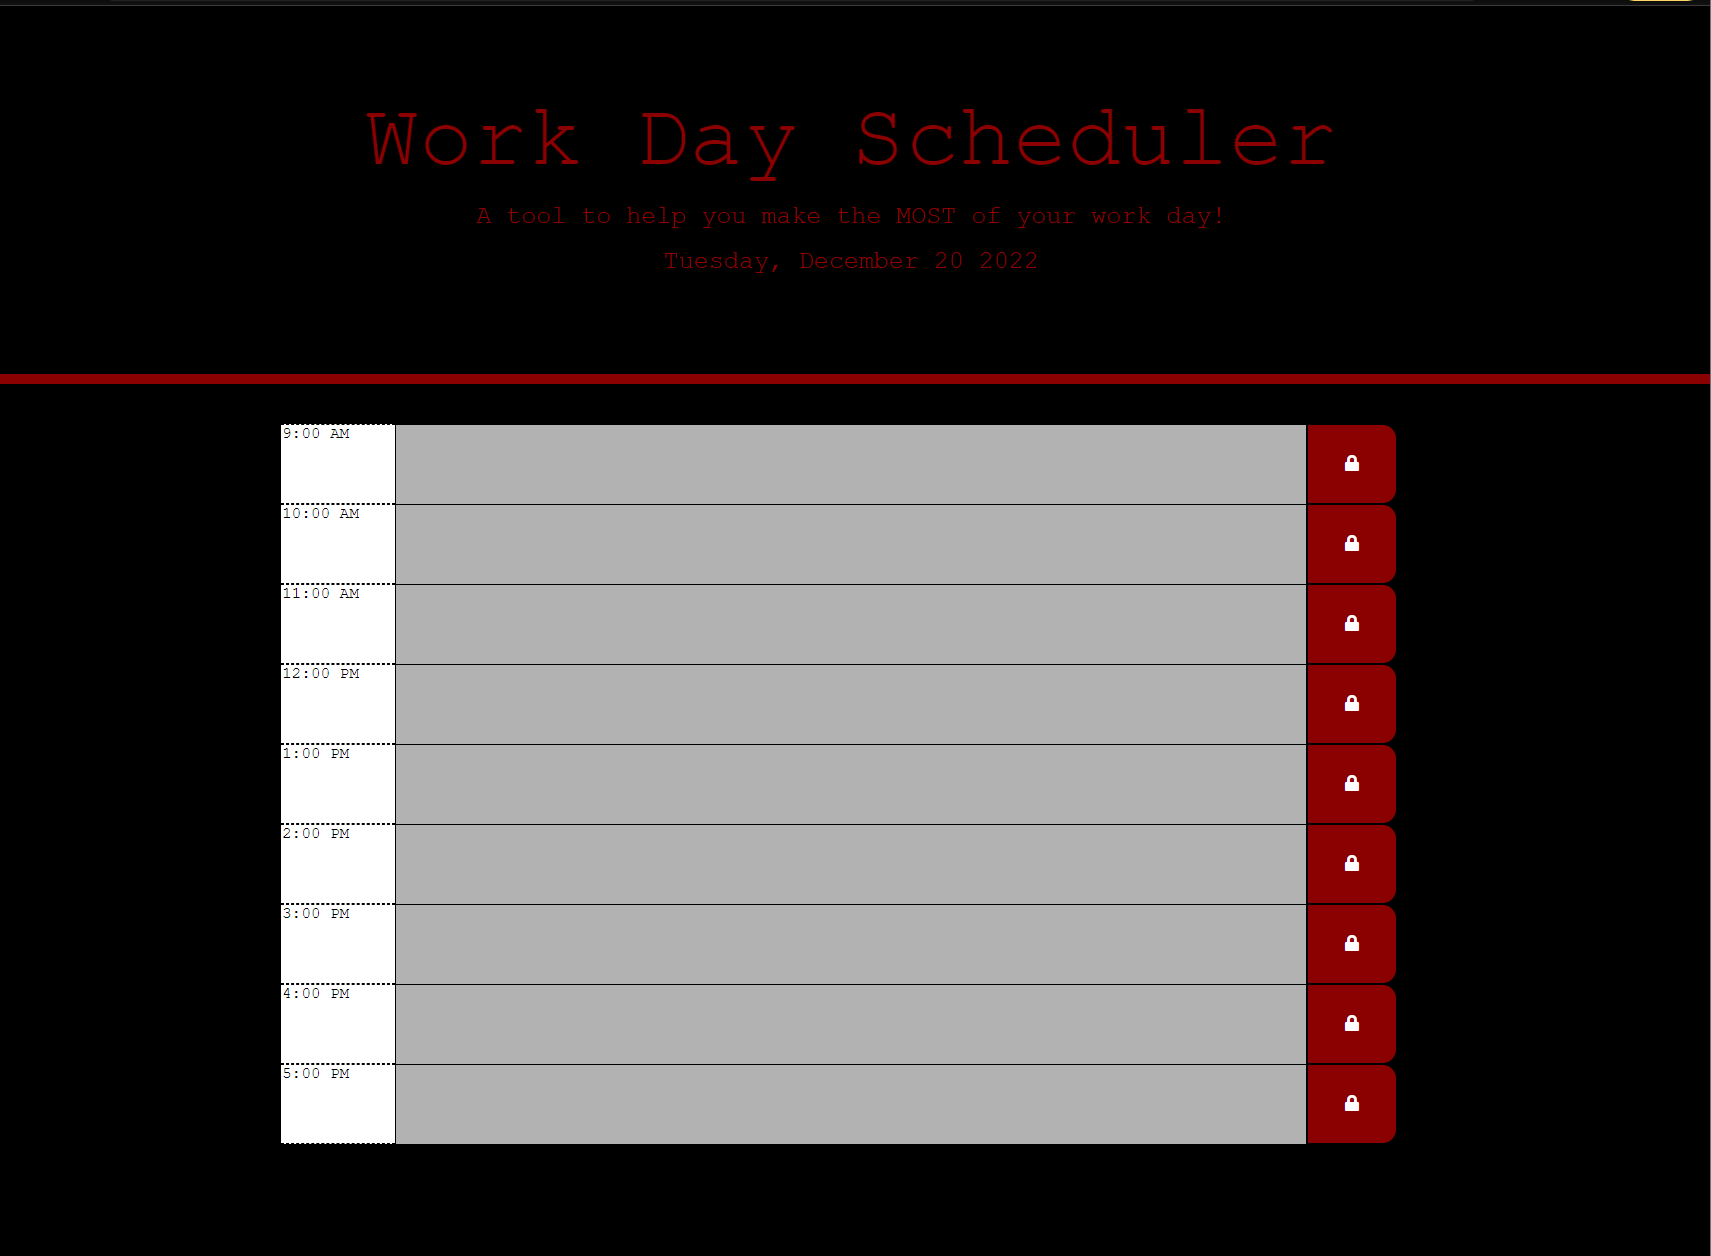 Work Day Scheduler
A tool to help you make the MOST of your work day!
Tuesday, December 20 2022
9:00 AM
10:00 AM
11:00 AM
12:00 PM
1:00 PM
2:00 PM
3:00 PM
4:00 PM
5:00 PM